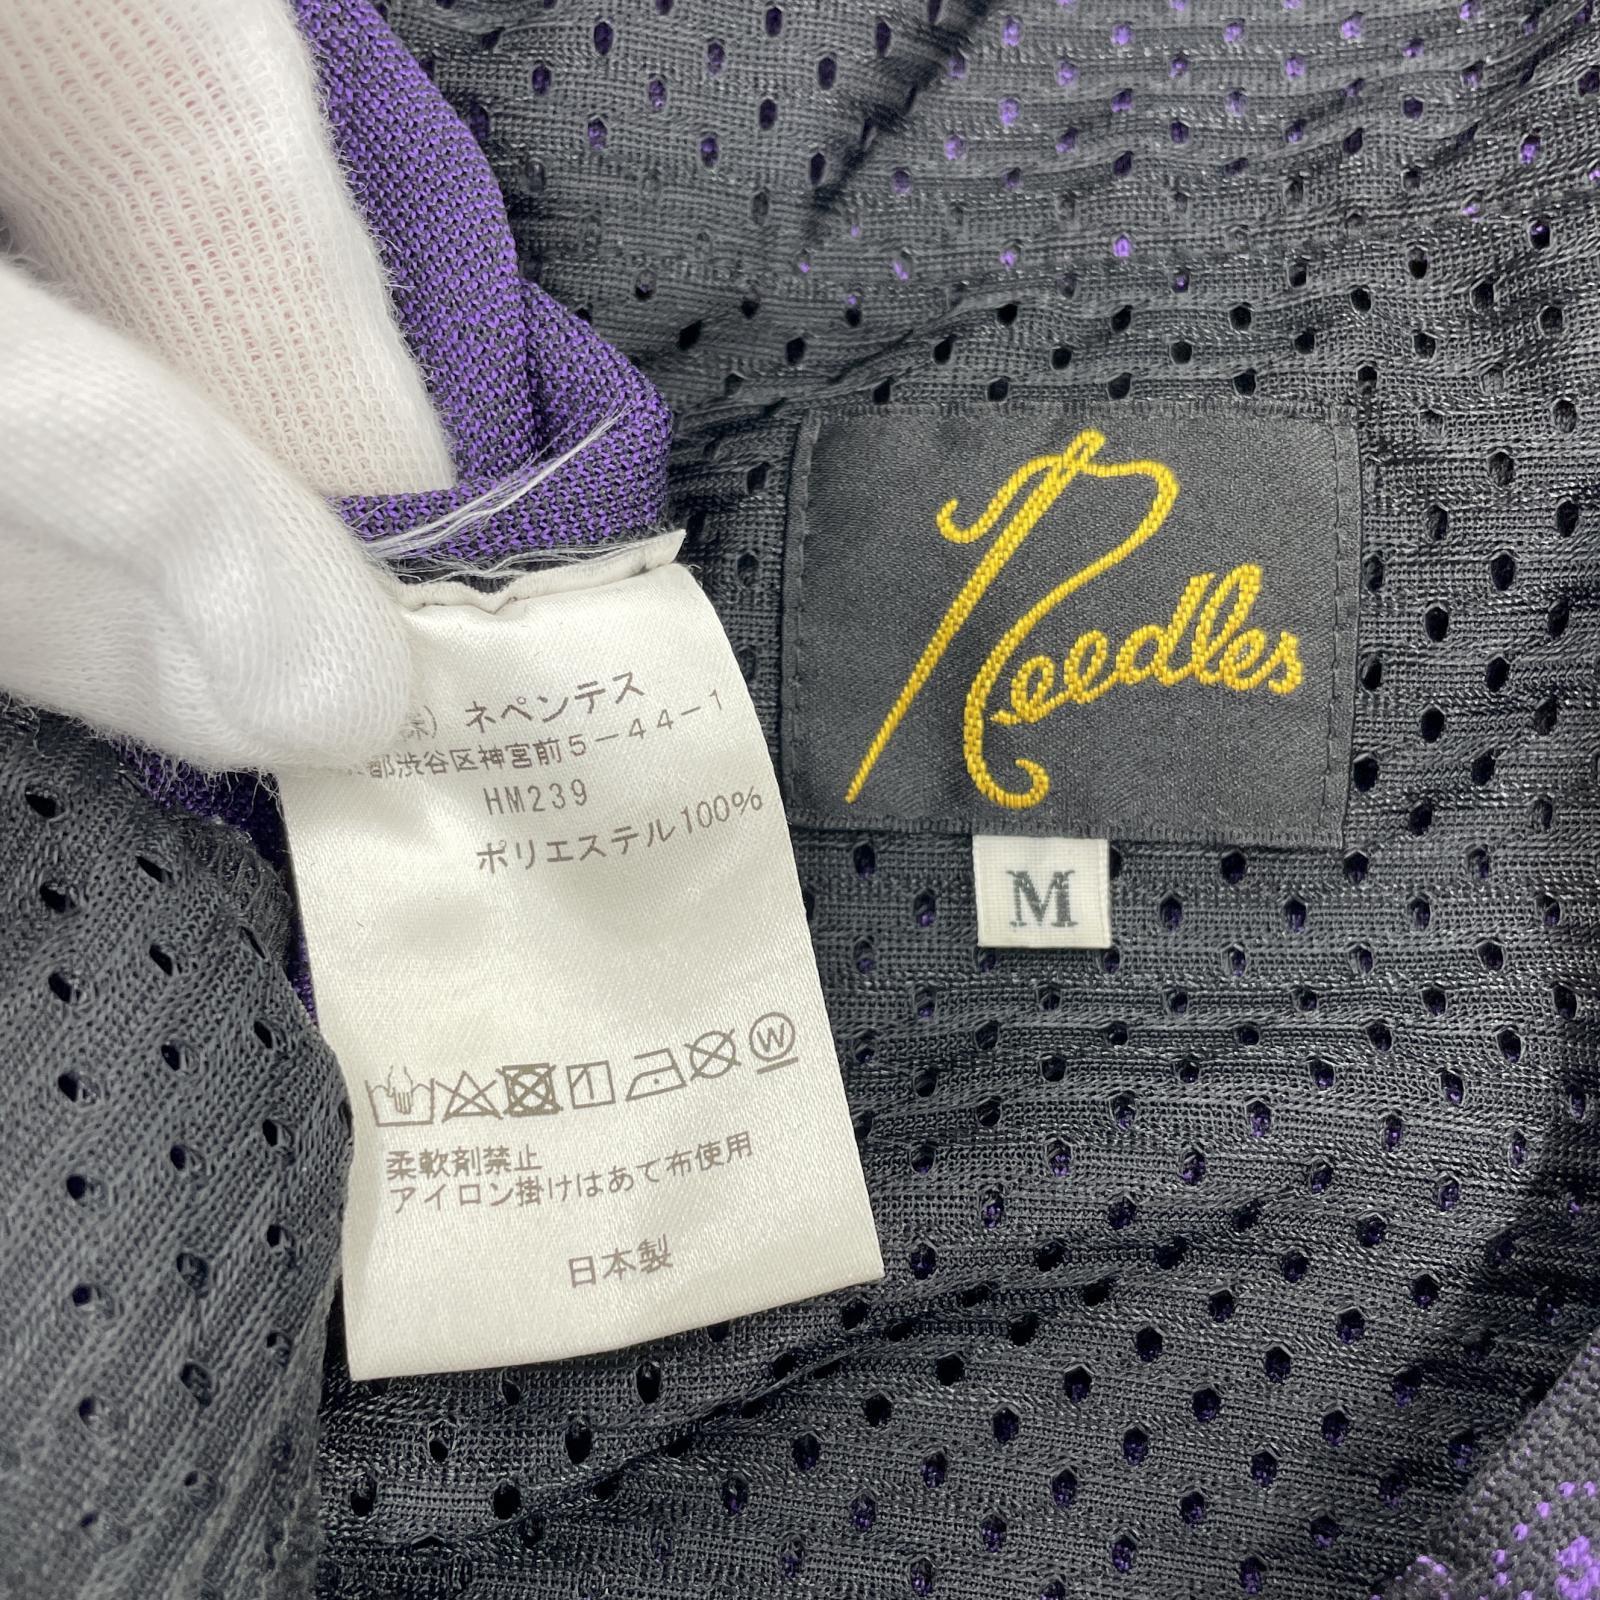 (株) ネペンテス
都渋谷区神宮前5-44-1
HM239
ポリエステル100%
W
柔軟剤禁止
アイロン掛けはあて布使用
日本製
Needles
M